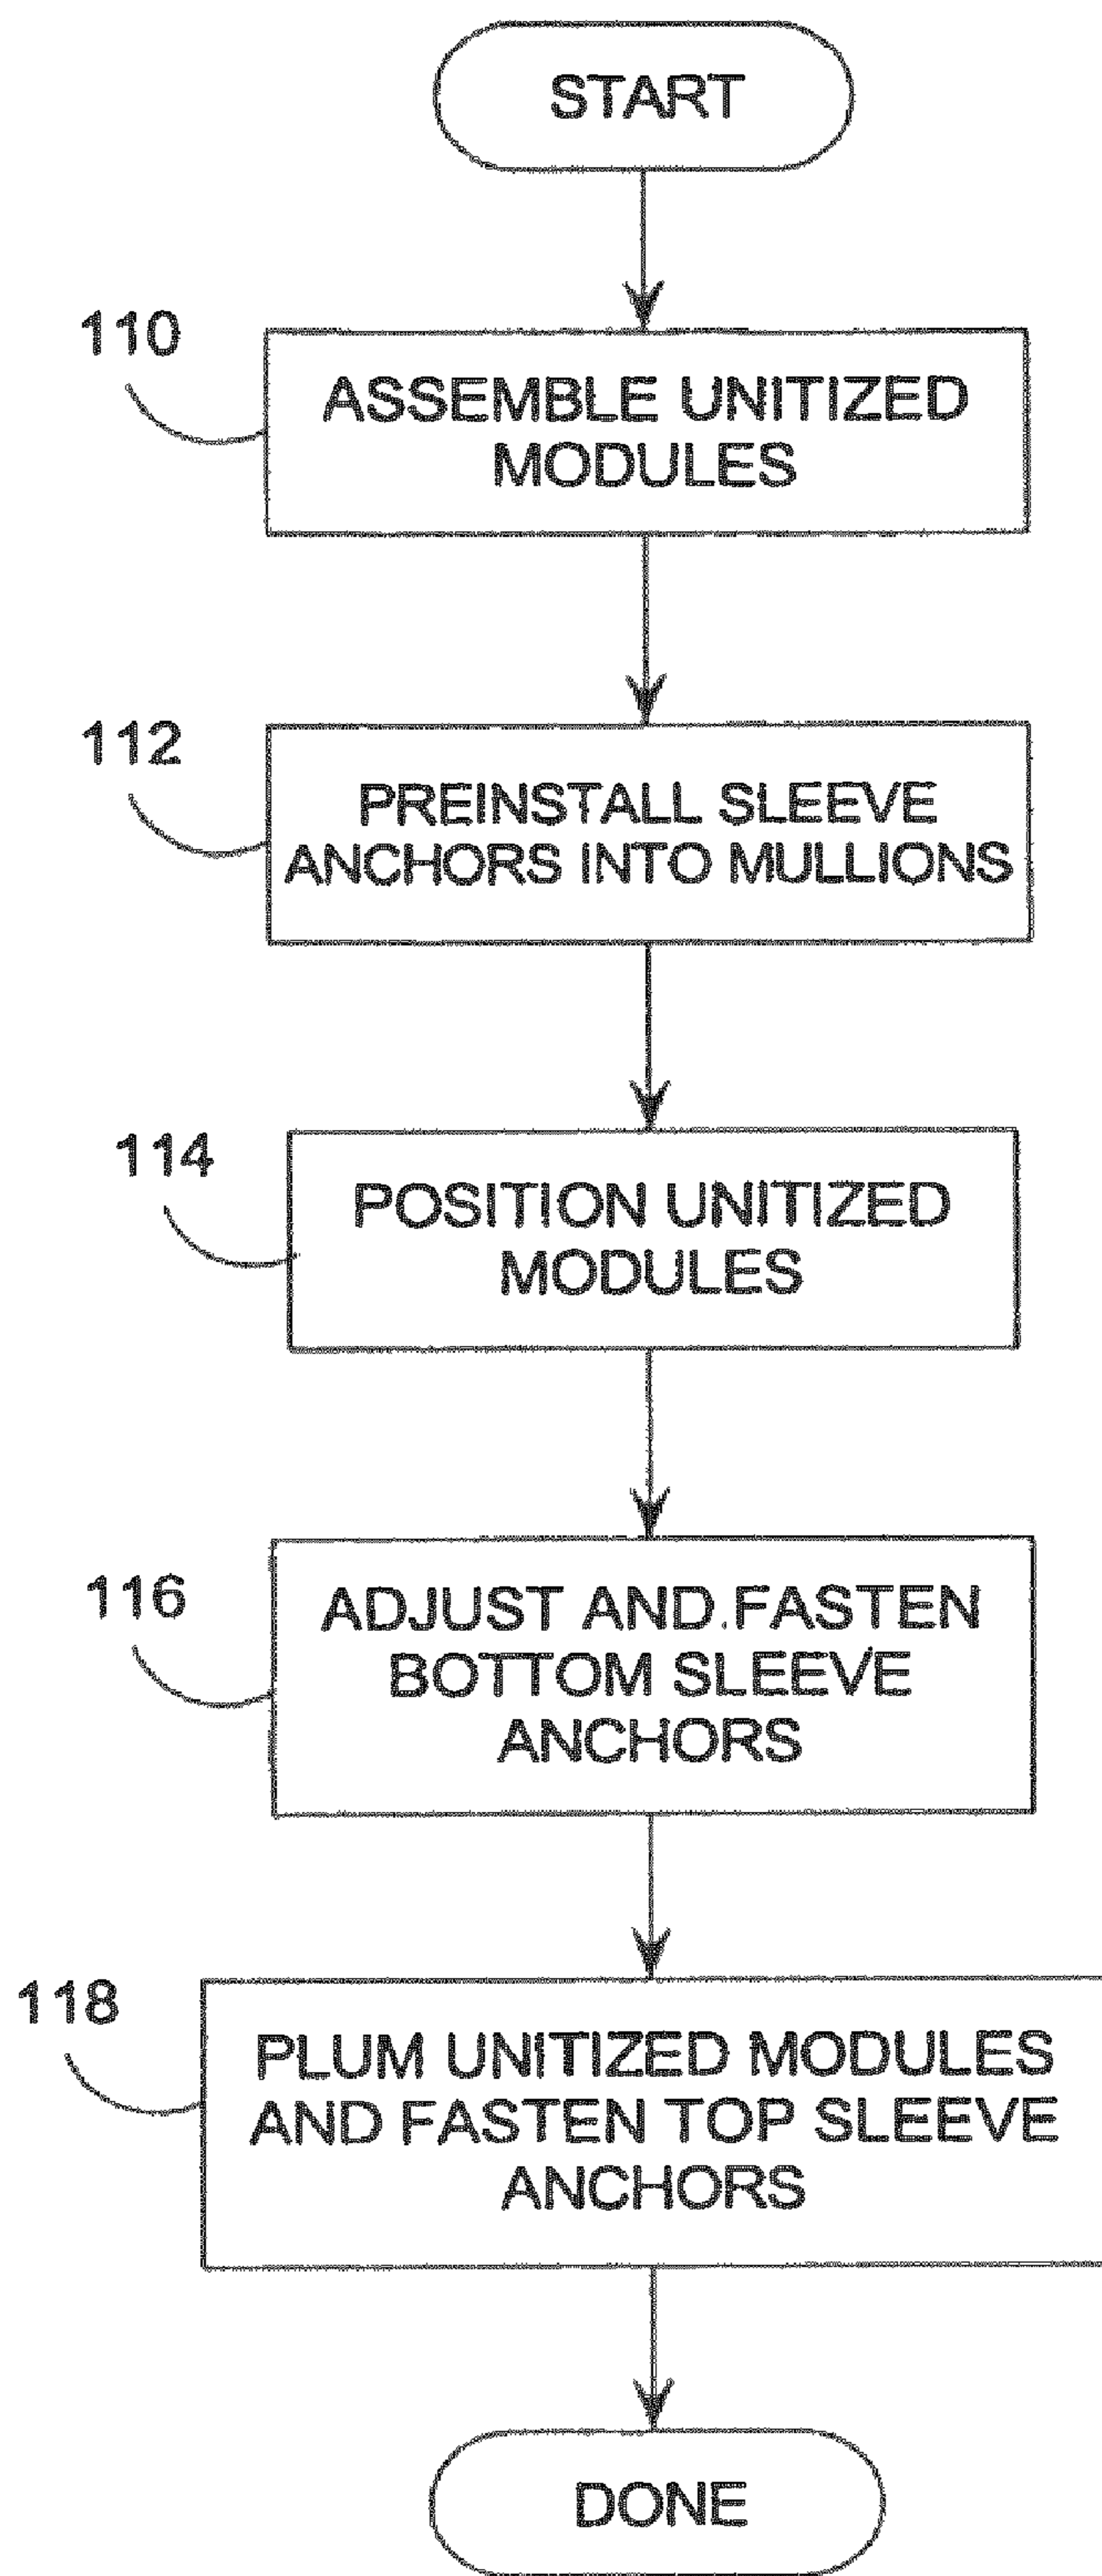 START
110
ASSEMBLE UNITIZED
MODULES
112
PREINSTALL SLEEVE
ANCHORS INTO MULLIONS
114
POSITION UNITIZED
MODULES
116
ADJUST AND FASTEN
BOTTOM SLEEVE
ANCHORS
118
PLUM UNITIZED MODULES
AND FASTEN TOP SLEEVE
ANCHORS
DONE